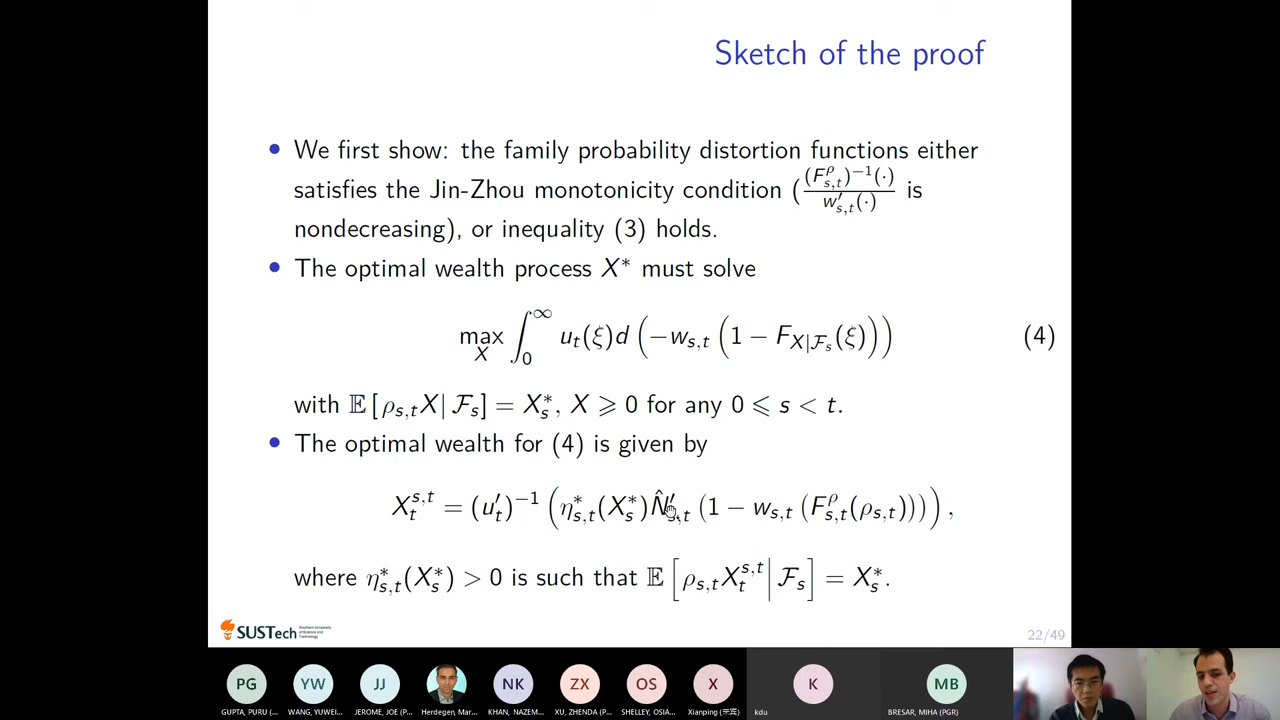 Sketch of the proof
• We first show: the family probability distortion functions either
satisfies the Jin-Zhou monotonicity condition ((F^ρ_{s,t})^{-1}(·) / w'_{s,t}(·) is
nondecreasing), or inequality (3) holds.
• The optimal wealth process X* must solve
max_X ∫_0^∞ u_t(ξ)d(−w_{s,t}(1 − F_{X|ℱ_s}(ξ))) (4)
with 𝔼[ρ_{s,t}X|ℱ_s] = X*_s, X ⩾ 0 for any 0 ⩽ s < t.
• The optimal wealth for (4) is given by
X_t^{s,t} = (u'_t)^{-1}(η*_{s,t}(X*_s)N̂'_{s,t}(1 − w_{s,t}(F^ρ_{s,t}(ρ_{s,t})))),
where η*_{s,t}(X*_s) > 0 is such that 𝔼[ρ_{s,t}X_t^{s,t}|ℱ_s] = X*_s.
SUSTech
22/49
PG YW JJ NK ZX OS X K MB
GUPTA, PURU (P... WANG, YUWEI... JEROME, JOE (P... Herdegen, Mar... KHAN, NAZEM... XU, ZHENDA (P... SHELLEY, OSIA... Xianping (宋宾) kdu BRESAR, MIHA (PGR)